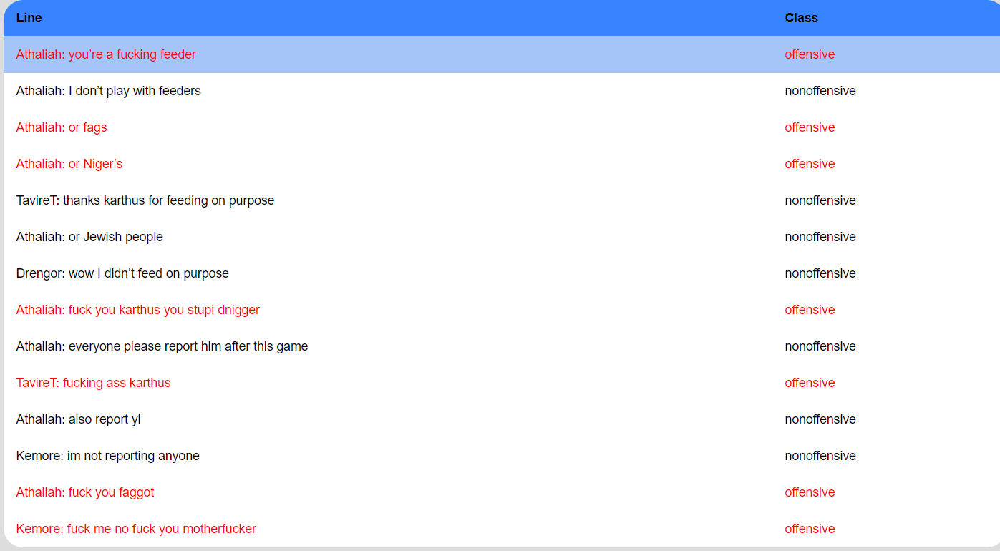 Line Class
Athaliah: you’re a fucking feeder offensive
Athaliah: I don’t play with feeders nonoffensive
Athaliah: or fags offensive
Athaliah: or Niger’s offensive
TavireT: thanks karthus for feeding on purpose nonoffensive
Athaliah: or Jewish people nonoffensive
Drengor: wow I didn’t feed on purpose nonoffensive
Athaliah: fuck you karthus you stupi dnigger offensive
Athaliah: everyone please report him after this game nonoffensive
TavireT: fucking ass karthus offensive
Athaliah: also report yi nonoffensive
Kemore: im not reporting anyone nonoffensive
Athaliah: fuck you faggot offensive
Kemore: fuck me no fuck you motherfucker offensive